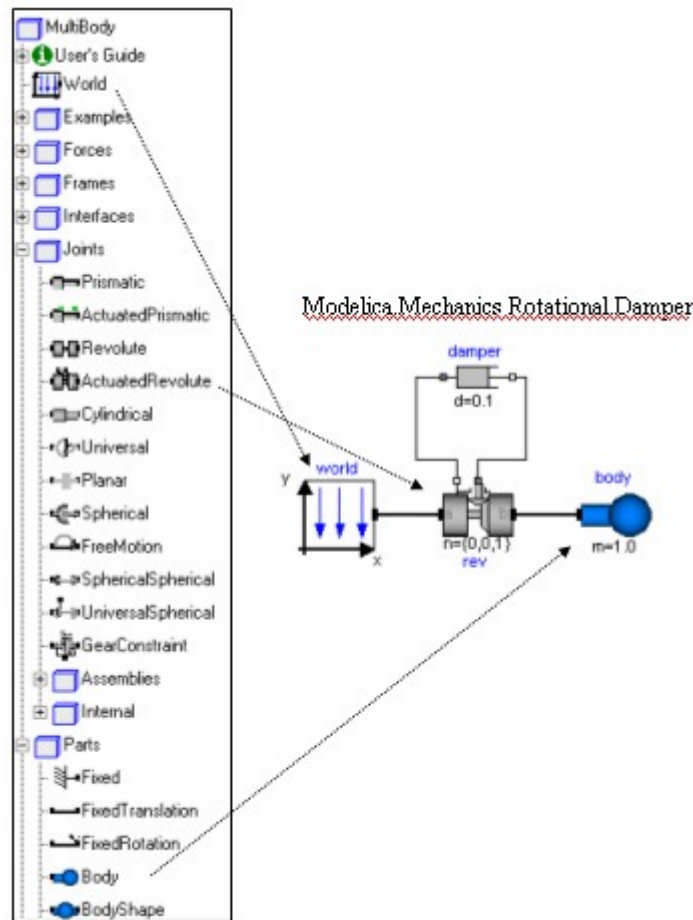 MultiBody
User's Guide
World
Examples
Forces
Frames
Interfaces
Joints
Prismatic
ActuatedPrismatic
Revolute
ActuatedRevolute
Cylindrical
Universal
Planar
Spherical
FreeMotion
SphericalSpherical
UniversalSpherical
GearConstraint
Assemblies
Internal
Parts
Fixed
FixedTranslation
FixedRotation
Body
BodyShape
Modelica.Mechanics.Rotational.Damper
damper
d=0.1
y
world
x
a
b
n={0,0,1}
rev
body
m=1.0